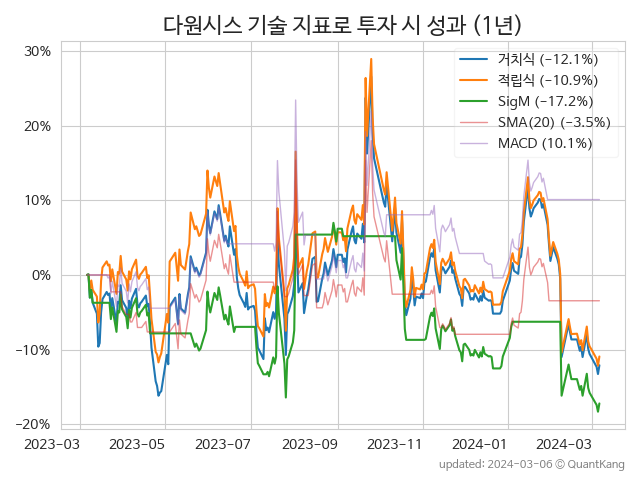 다원시스 기술 지표로 투자 시 성과 (1년)
30%
20%
10%
0%
−10%
−20%
거치식 (−12.1%)
적립식 (−10.9%)
SigM (−17.2%)
SMA(20) (−3.5%)
MACD (10.1%)
2023-03 2023-05 2023-07 2023-09 2023-11 2024-01 2024-03
updated: 2024-03-06 ⓒ QuantKang